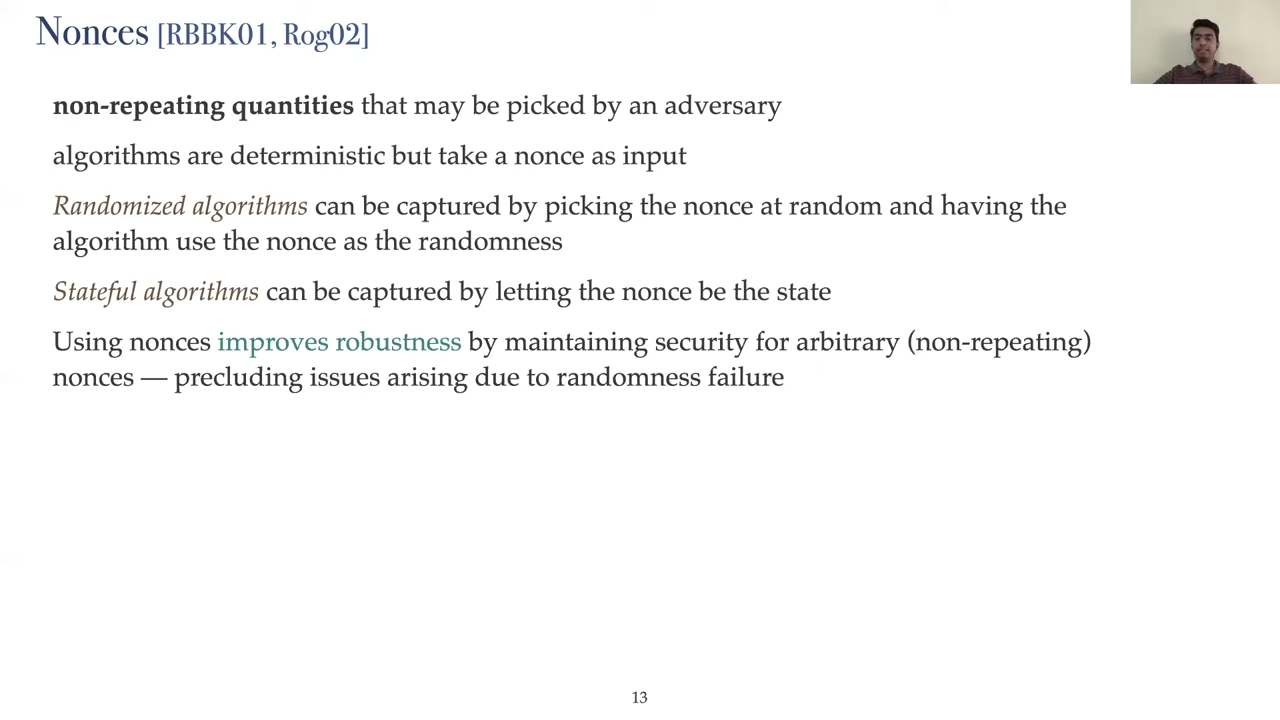 Nonces [RBBK01, Rog02]
non-repeating quantities that may be picked by an adversary
algorithms are deterministic but take a nonce as input
Randomized algorithms can be captured by picking the nonce at random and having the
algorithm use the nonce as the randomness
Stateful algorithms can be captured by letting the nonce be the state
Using nonces improves robustness by maintaining security for arbitrary (non-repeating)
nonces — precluding issues arising due to randomness failure
13